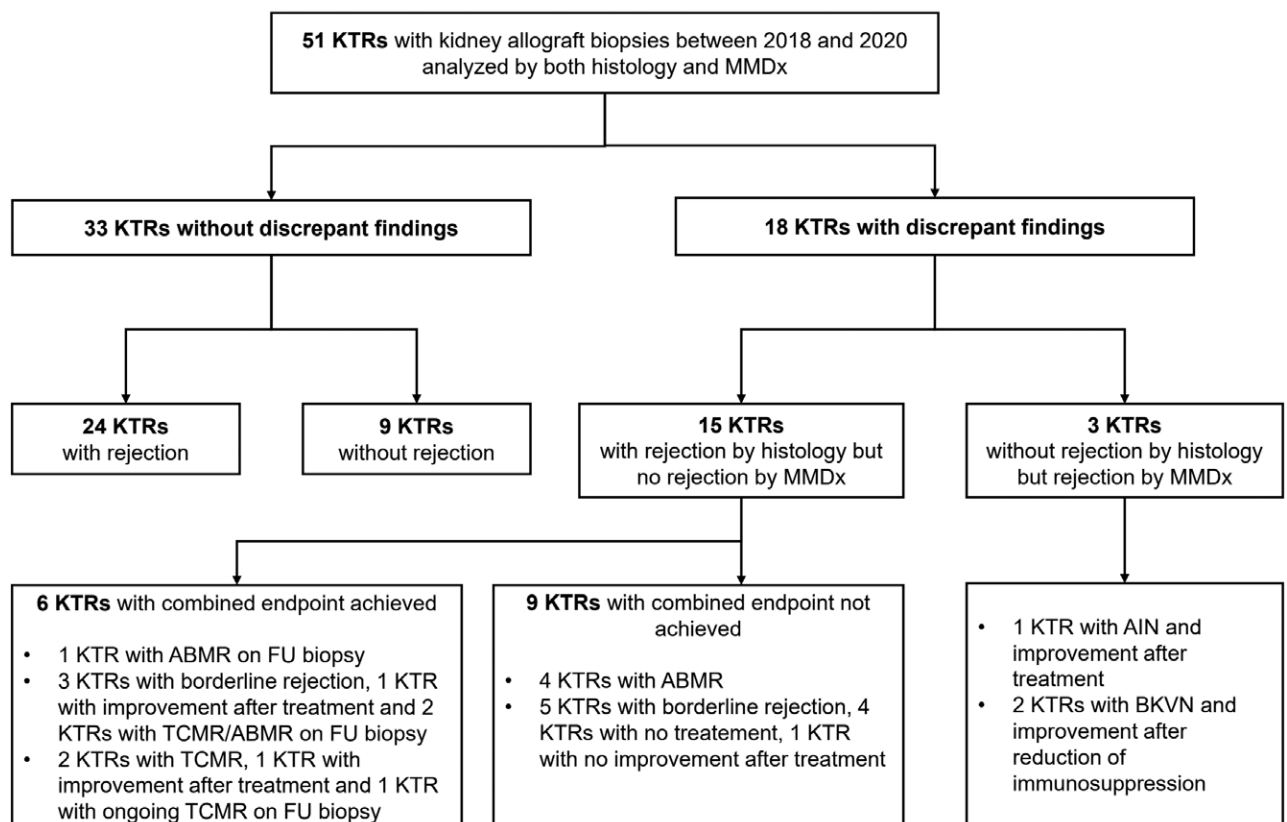 51 KTRs with kidney allograft biopsies between 2018 and 2020
analyzed by both histology and MMDx
33 KTRs without discrepant findings
18 KTRs with discrepant findings
24 KTRs
with rejection
9 KTRs
without rejection
15 KTRs
with rejection by histology but
no rejection by MMDx
3 KTRs
without rejection by histology
but rejection by MMDx
6 KTRs with combined endpoint achieved
• 1 KTR with ABMR on FU biopsy
• 3 KTRs with borderline rejection, 1 KTR
with improvement after treatment and 2
KTRs with TCMR/ABMR on FU biopsy
• 2 KTRs with TCMR, 1 KTR with
improvement after treatment and 1 KTR
with ongoing TCMR on FU biopsy
9 KTRs with combined endpoint not
achieved
• 4 KTRs with ABMR
• 5 KTRs with borderline rejection, 4
KTRs with no treatement, 1 KTR
with no improvement after treatment
• 1 KTR with AIN and
improvement after
treatment
• 2 KTRs with BKVN and
improvement after
reduction of
immunosuppression